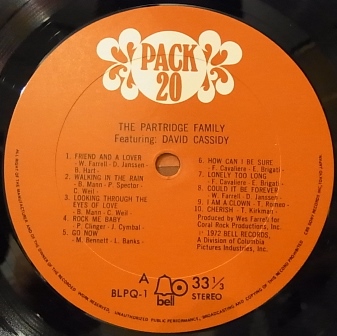 PACK
20
THE PARTRIDGE FAMILY
Featuring: DAVID CASSIDY
1. FRIEND AND A LOVER
- W. Farrell - D. Janssen -
B. Hart -
2. WALKING IN THE RAIN
- B. Mann - P. Spector -
C. Weil -
3. LOOKING THROUGH THE
EYES OF LOVE
- B. Mann - C. Weil -
4. ROCK ME BABY
- P. Clinger - J. Cymbal -
5. GO NOW
- M. Bennett - L. Banks -
6. HOW CAN I BE SURE
- F. Cavaliere - E. Brigati -
7. LONELY TOO LONG
- F. Cavaliere - E. Brigati -
8. COULD IT BE FOREVER
- W. Farrell - D. Janssen -
9. I AM A CLOWN - T. Romeo -
10. CHERISH - T. Kirkman -
Produced by Wes Farrell for
Coral Rock Productions, Inc.
℗ 1972 BELL RECORDS,
A Division of Columbia
Pictures Industries, Inc.
A
BLPQ-1
bell
33 1/3
STEREO